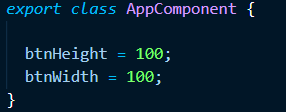 export class AppComponent {
btnHeight = 100;
btnWidth = 100;
}